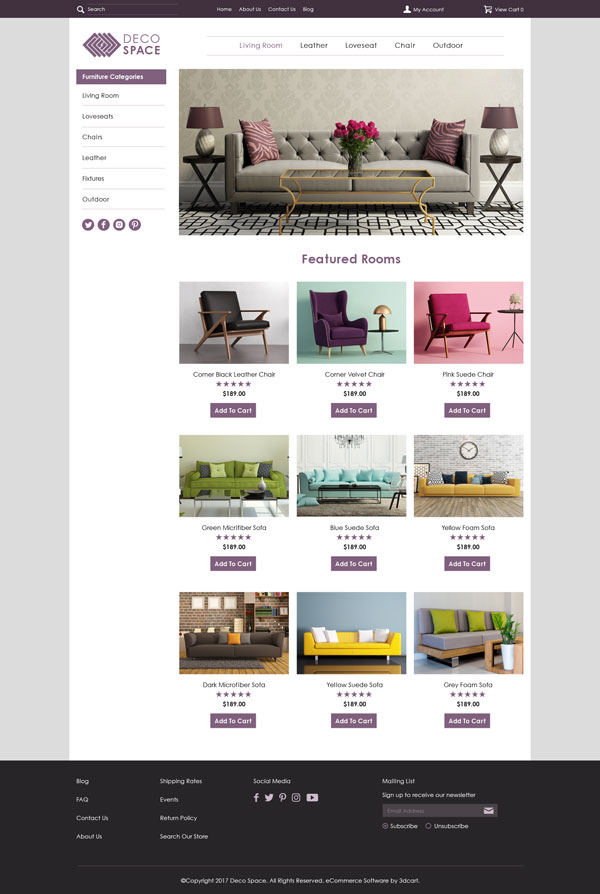 Search
Home About Us Contact Us Blog
My Account
View Cart 0
DECO
SPACE
Living Room Leather Loveseat Chair Outdoor
Furniture Categories
Living Room
Loveseats
Chairs
Leather
Fixtures
Outdoor
Featured Rooms
Corner Black Leather Chair
$189.00
Add To Cart
Corner Velvet Chair
$189.00
Add To Cart
Pink Suede Chair
$189.00
Add To Cart
Green Microfiber Sofa
$189.00
Add To Cart
Blue Suede Sofa
$189.00
Add To Cart
Yellow Foam Sofa
$189.00
Add To Cart
Dark Microfiber Sofa
$189.00
Add To Cart
Yellow Suede Sofa
$189.00
Add To Cart
Grey Foam Sofa
$189.00
Add To Cart
Blog
FAQ
Contact Us
About Us
Shipping Rates
Events
Return Policy
Search Our Store
Social Media
Mailing List
Sign up to receive our newsletter
Email Address
Subscribe Unsubscribe
©Copyright 2017 Deco Space. All Rights Reserved. eCommerce Software by 3dcart.